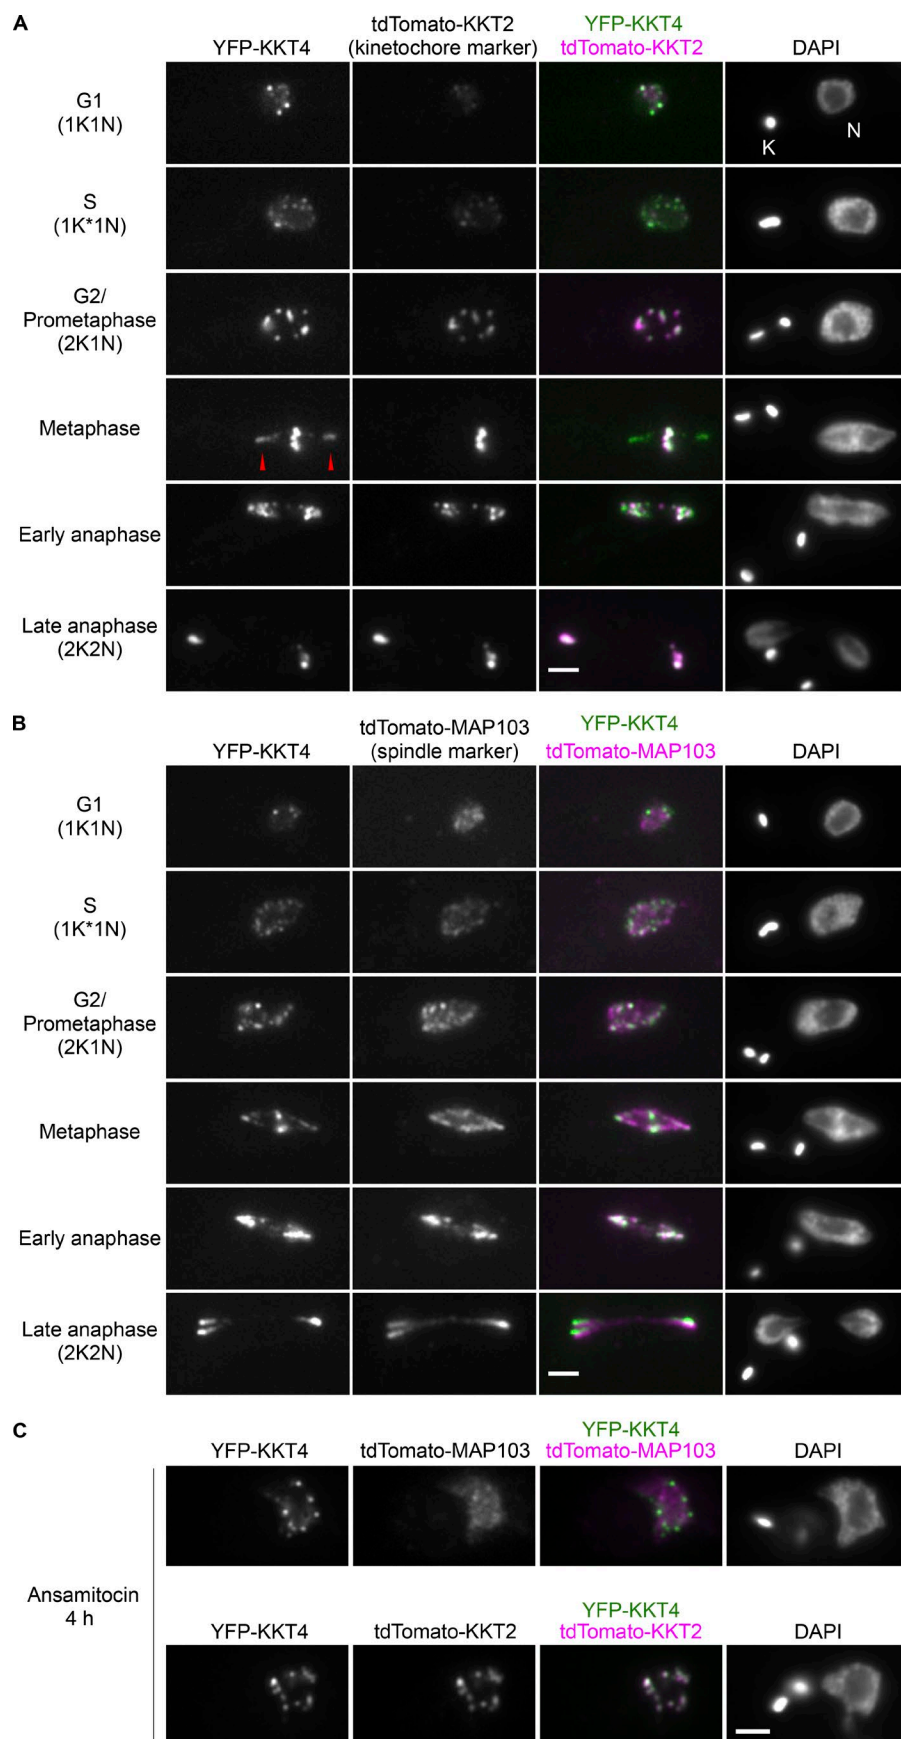 A
YFP-KKT4
tdTomato-KKT2
(kinetochore marker)
YFP-KKT4
tdTomato-KKT2
DAPI
G1
(1K1N)
K
N
S
(1K*1N)
G2/
Prometaphase
(2K1N)
Metaphase
Early anaphase
Late anaphase
(2K2N)
B
YFP-KKT4
tdTomato-MAP103
(spindle marker)
YFP-KKT4
tdTomato-MAP103
DAPI
G1
(1K1N)
S
(1K*1N)
G2/
Prometaphase
(2K1N)
Metaphase
Early anaphase
Late anaphase
(2K2N)
C
YFP-KKT4
tdTomato-MAP103
YFP-KKT4
tdTomato-MAP103
DAPI
Ansamitocin
4 h
YFP-KKT4
tdTomato-KKT2
YFP-KKT4
tdTomato-KKT2
DAPI